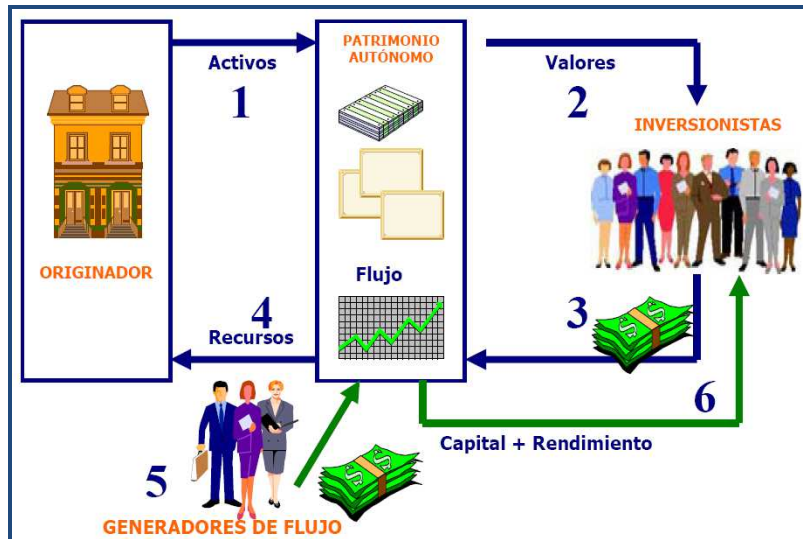 PATRIMONIO
AUTÓNOMO
Activos
1
Valores
2
INVERSIONISTAS
ORIGINADOR
Flujo
4
Recursos
3
6
Capital + Rendimiento
5
GENERADORES DE FLUJO
$
$
$
$